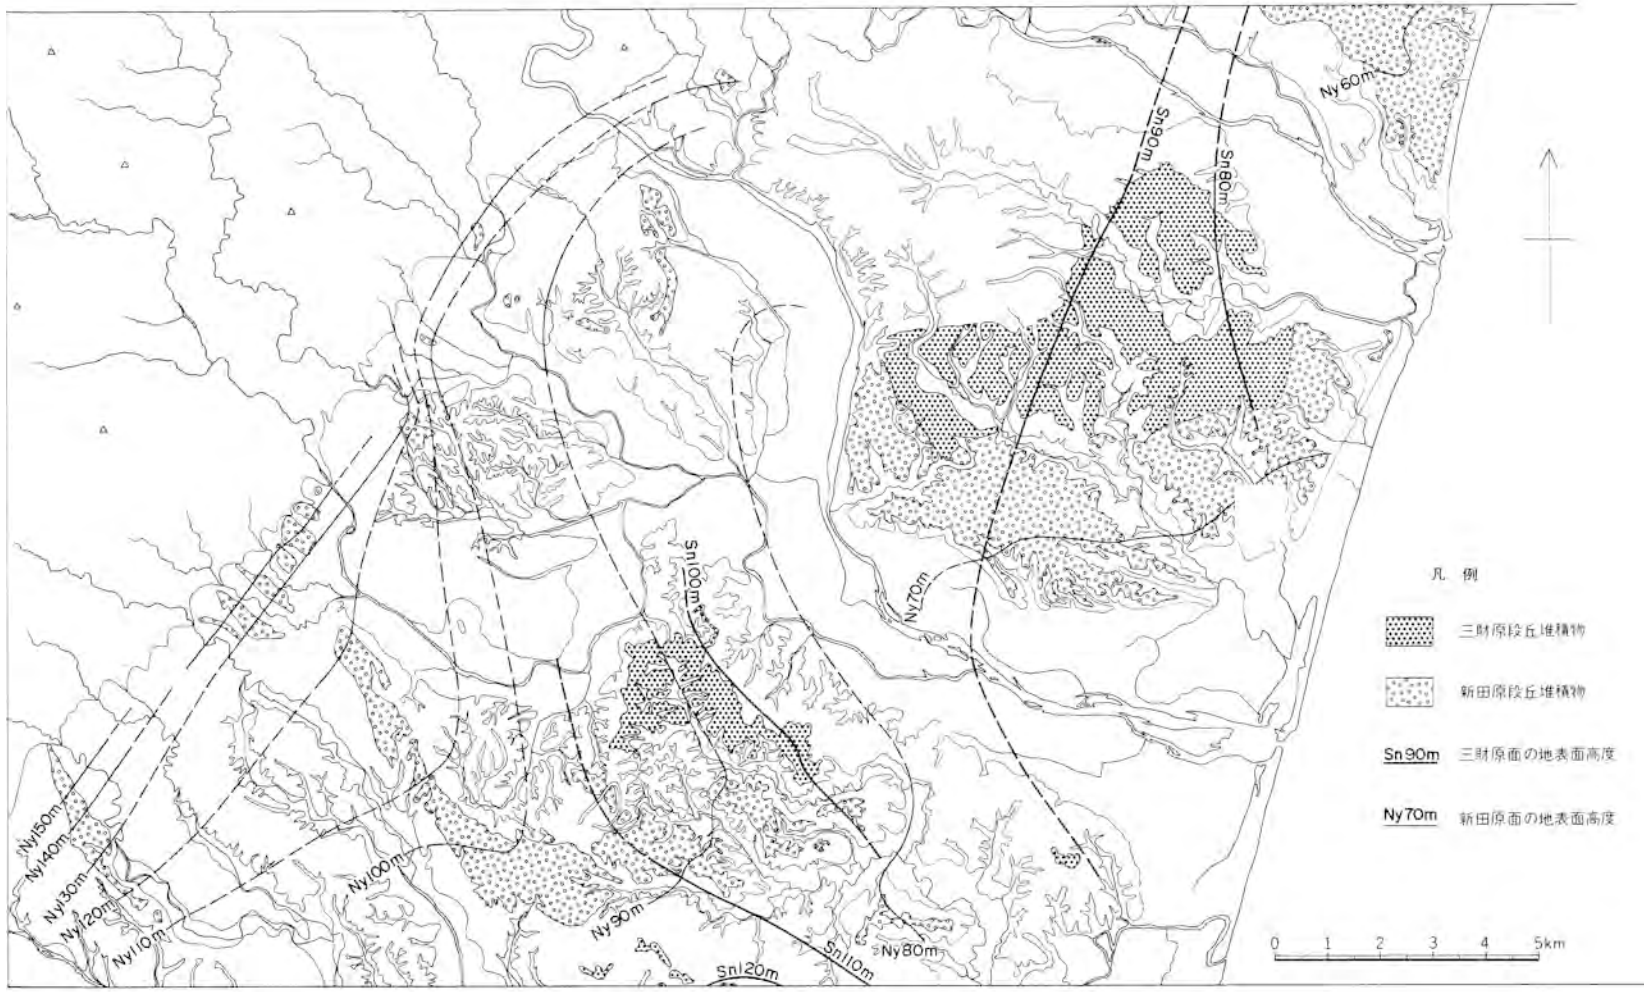 Ny60m
Sn90m
Sn80m
Sn100m
Ny70m
凡 例
三財原段丘堆積物
新田原段丘堆積物
Sn90m 三財原面の地表面高度
Ny70m 新田原面の地表面高度
Ny150m
Ny140m
Ny130m
Ny120m
Ny110m
Ny100m
Ny90m
Ny80m
Sn110m
Sn120m
0 1 2 3 4 5km